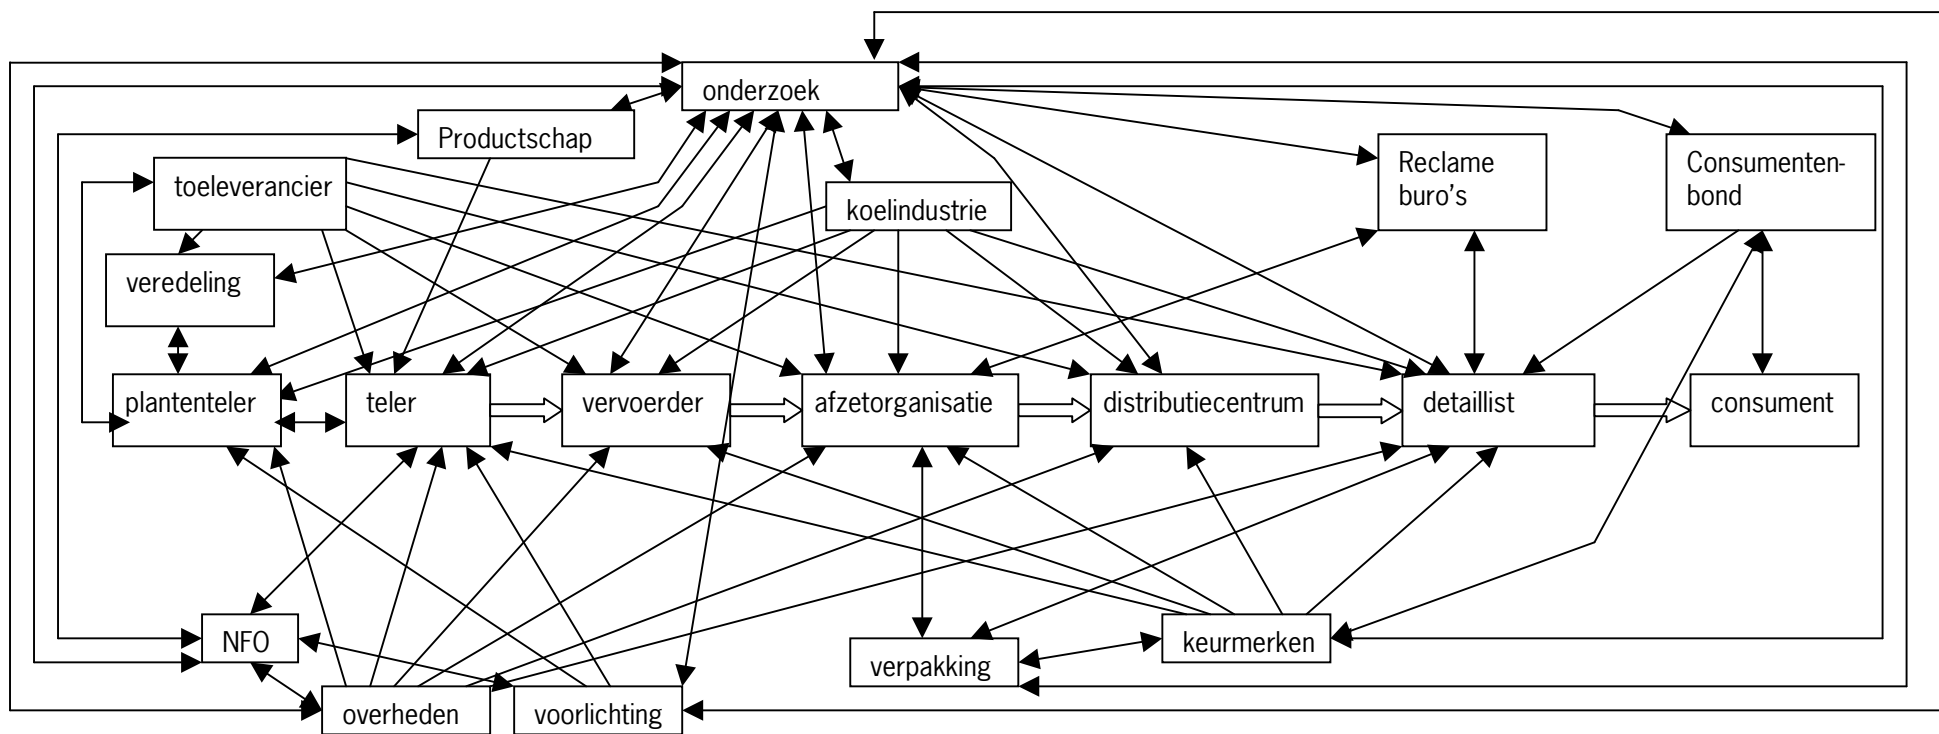 onderzoek
Productschap
toeleverancier
Reclame
buro's
Consumenten-
bond
koelindustrie
veredeling
plantenteler
teler
vervoerder
afzetorganisatie
distributiecentrum
detaillist
consument
NFO
verpakking
keurmerken
overheden
voorlichting